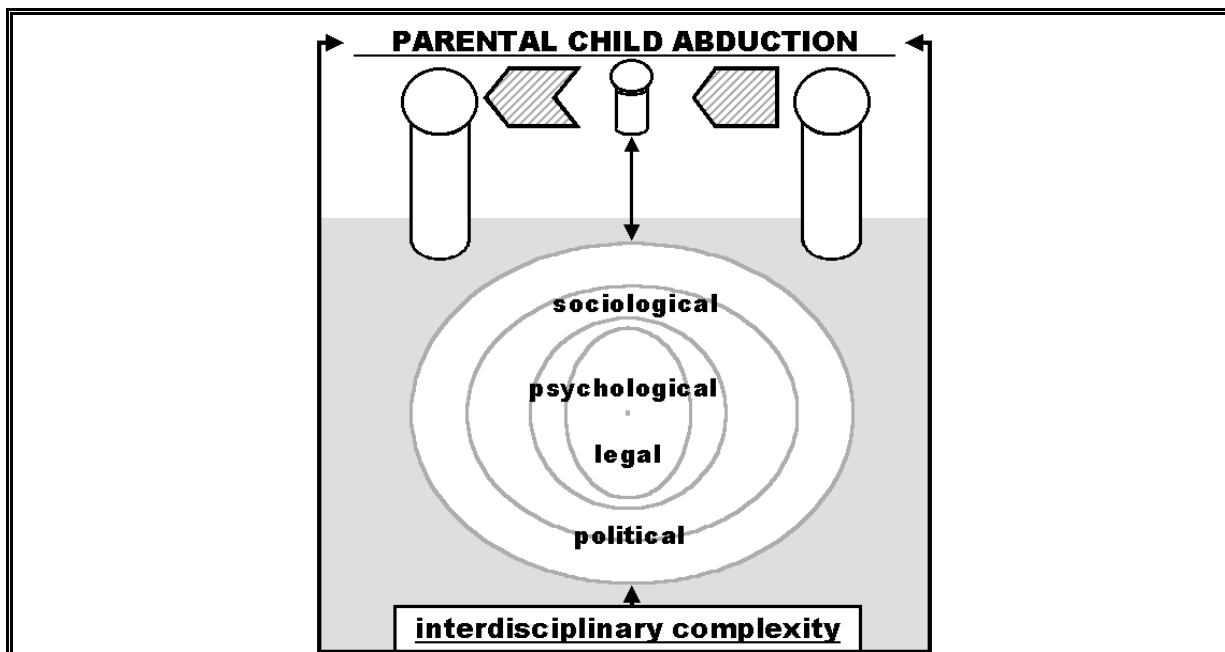 PARENTAL CHILD ABDUCTION
sociological
psychological
legal
political
interdisciplinary complexity